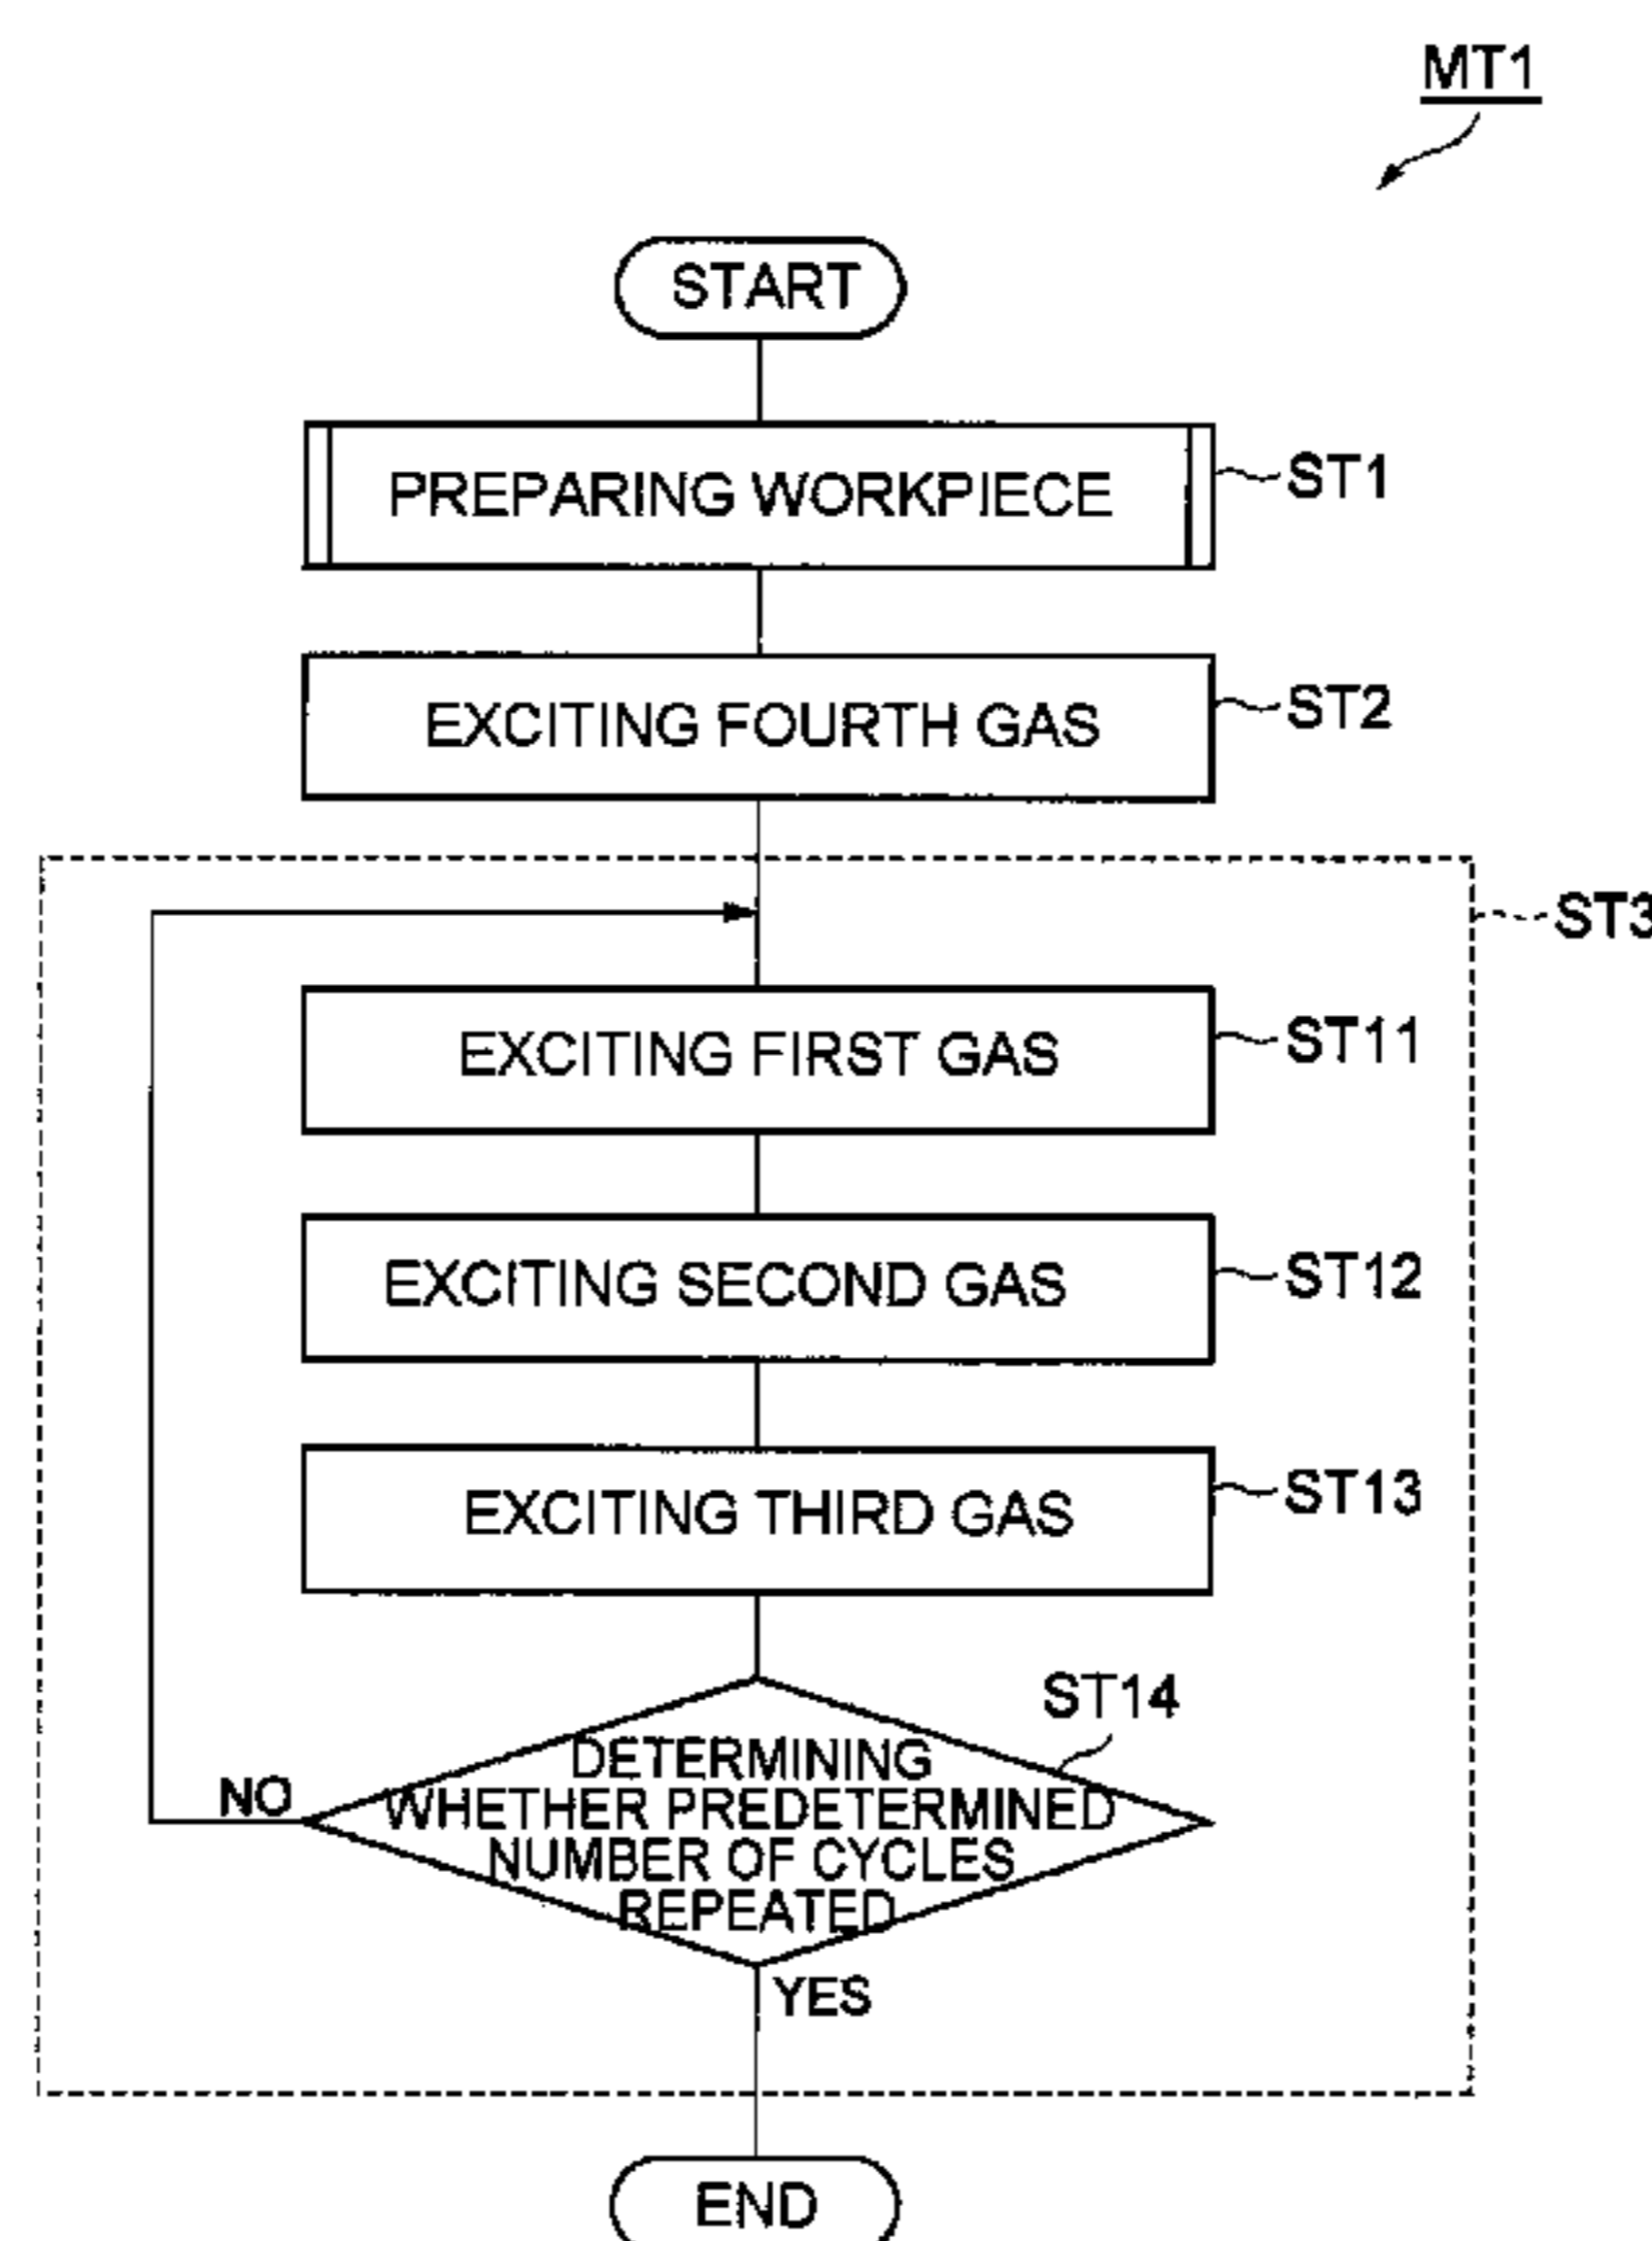 MT1
START
PREPARING WORKPIECE
ST1
EXCITING FOURTH GAS
ST2
ST3
EXCITING FIRST GAS
ST11
EXCITING SECOND GAS
ST12
EXCITING THIRD GAS
ST13
ST14
DETERMINING
WHETHER PREDETERMINED
NUMBER OF CYCLES
REPEATED
NO
YES
END